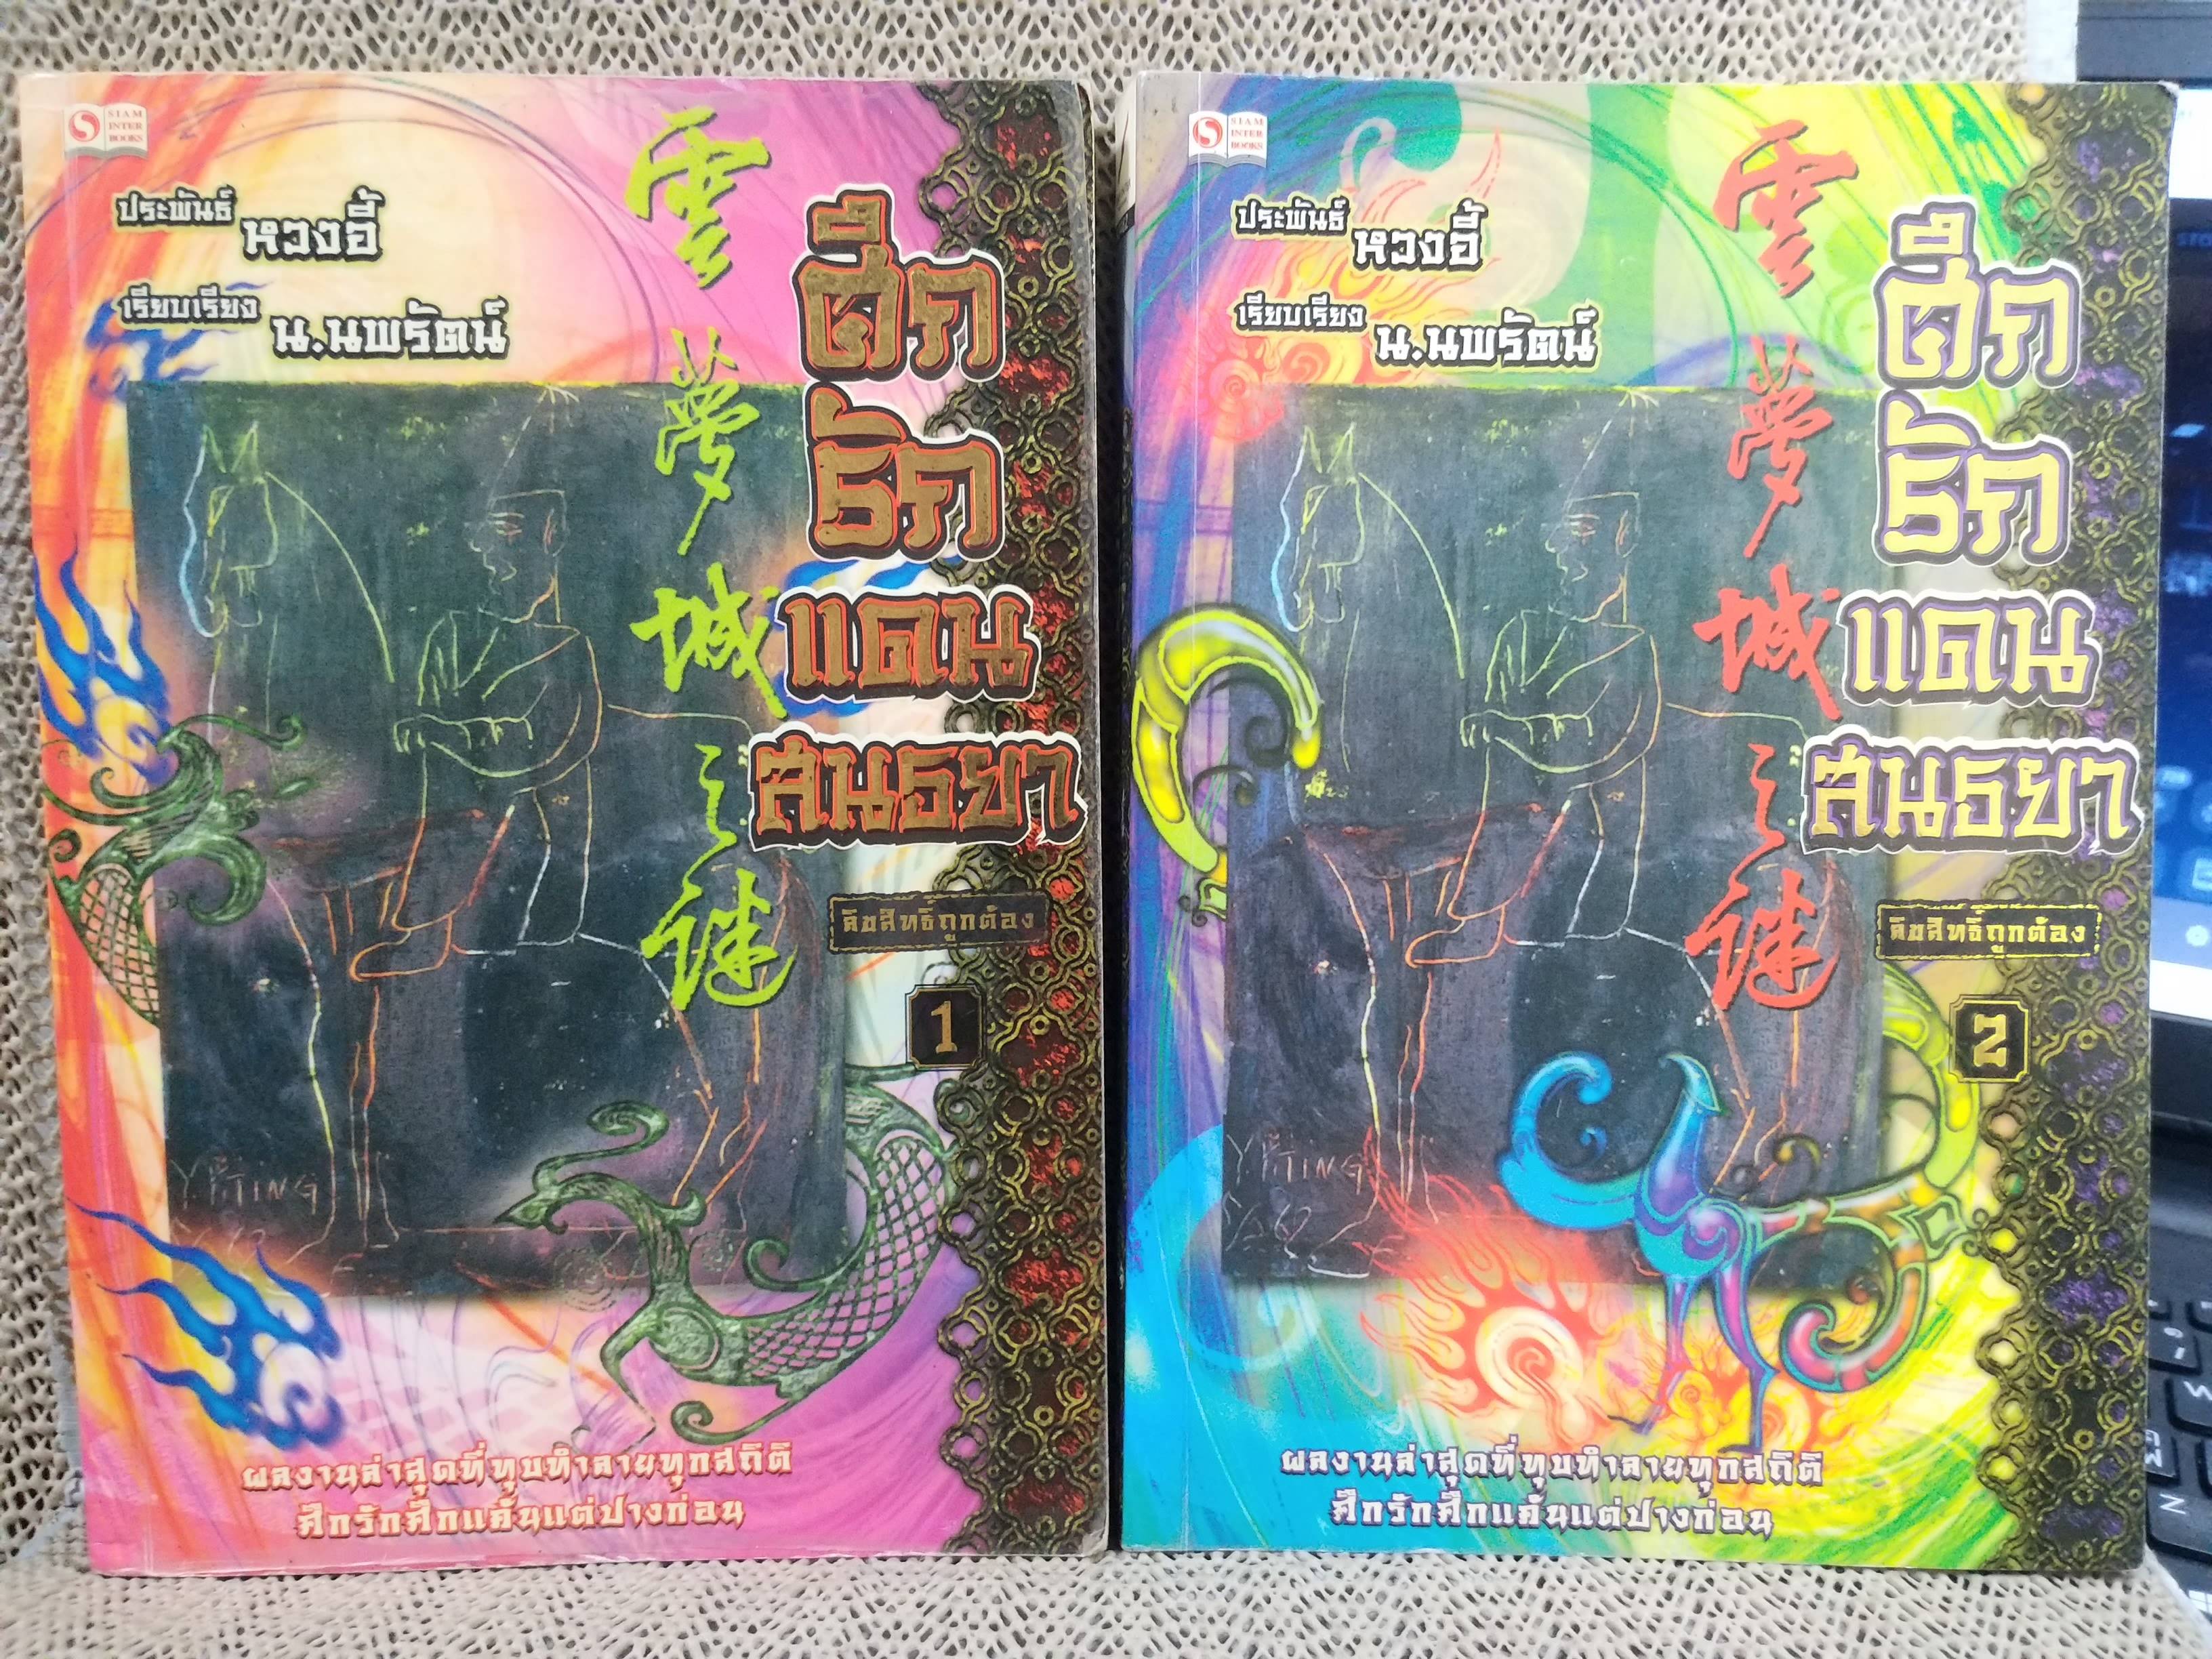 SIAM
INTER
BOOKS
ประพันธ์ หวงอี้
เรียบเรียง น.นพรัตน์
雲夢城之谜
ศึก
รัก
แดน
สนธยา
ลิขสิทธิ์ถูกต้อง
1
Y.F.TING
ผลงานล่าสุดที่ทุบทำลายทุกสถิติ
ศึกรักศึกแค้นแต่ปางก่อน
SIAM
INTER
BOOKS
ประพันธ์ หวงอี้
เรียบเรียง น.นพรัตน์
雲夢城之谜
ศึก
รัก
แดน
สนธยา
ลิขสิทธิ์ถูกต้อง
2
Y.F.TING
ผลงานล่าสุดที่ทุบทำลายทุกสถิติ
ศึกรักศึกแค้นแต่ปางก่อน